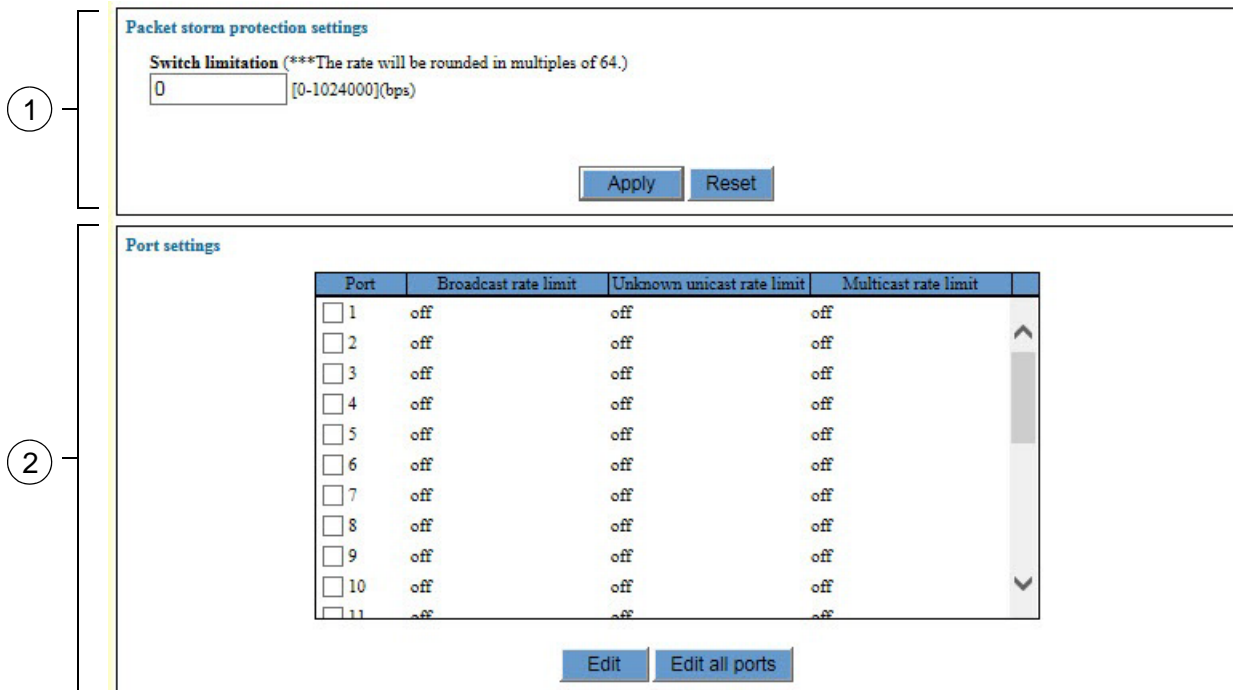 1
Packet storm protection settings
Switch limitation (***The rate will be rounded in multiples of 64.)
0 [0-1024000](bps)
Apply Reset
2
Port settings
Port Broadcast rate limit Unknown unicast rate limit Multicast rate limit
1 off off off
2 off off off
3 off off off
4 off off off
5 off off off
6 off off off
7 off off off
8 off off off
9 off off off
10 off off off
11 off off off
Edit Edit all ports